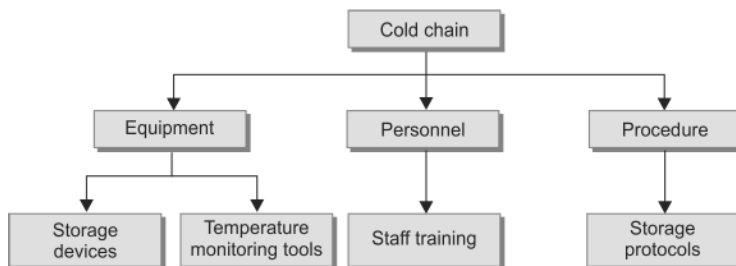 Cold chain
Equipment
Personnel
Procedure
Storage
devices
Temperature
monitoring tools
Staff training
Storage
protocols